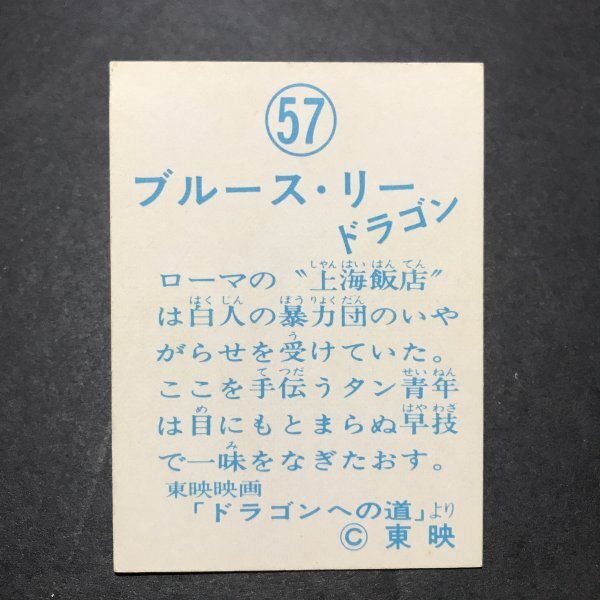 57
ブルース・リー
ドラゴン
ローマの〝上海飯店〟
は白人の暴力団のいや
がらせを受けていた。
ここを手伝うタン青年
は目にもとまらぬ早技
で一味をなぎたおす。
東映映画
「ドラゴンへの道」より
©東映